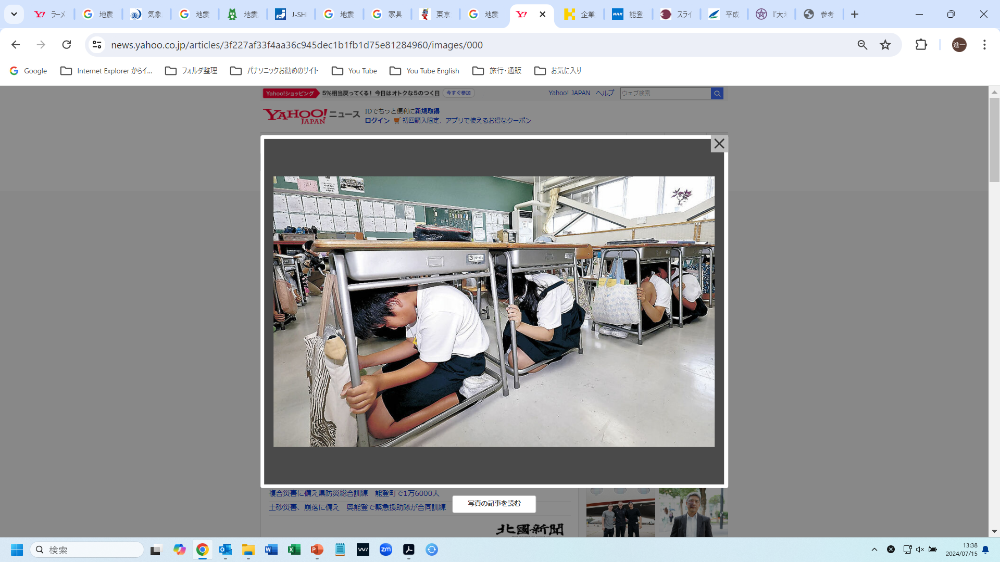 ラーメ
地震
気象
地震
地震
J-SH
地震
家具
東京
地震
企業
能登
スライ
平成
『大地
参考
news.yahoo.co.jp/articles/3f227af33f4aa36c945dec1b1fb1d75e81284960/images/000
進一
Google
Internet Explorer からイ...
フォルダ整理
パナソニックお勧めのサイト
You Tube
You Tube English
旅行・通販
お気に入り
Yahoo!ショッピング
5%相当戻ってくる! 今日はオトクな5のつく日
今すぐ参加
Yahoo! JAPAN
ヘルプ
ウェブ検索
YAHOO! JAPAN ニュース
IDでもっと便利に新規取得
ログイン
初回購入限定、アプリで使えるお得なクーポン
3
複合災害に備え県防災総合訓練 能登町で1万6000人
土砂災害、崩落に備え 奥能登で緊急援助隊が合同訓練
写真の記事を読む
北國新聞
検索
13:38
2024/07/15